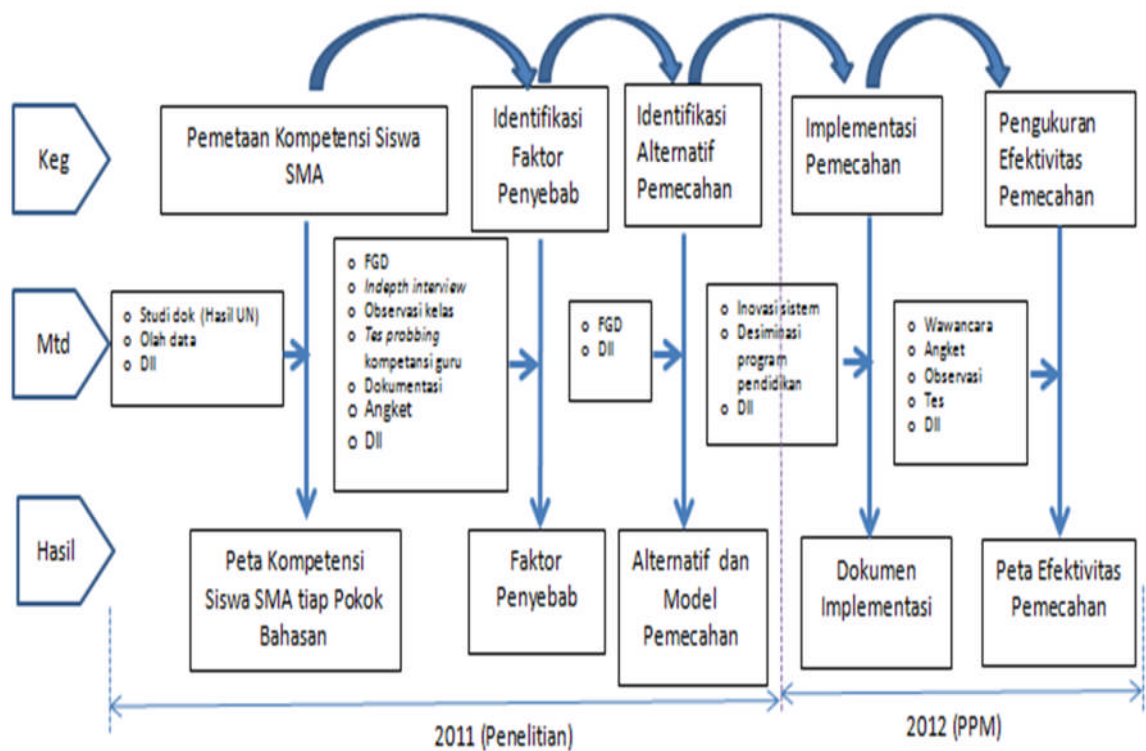 Keg
Pemetaan Kompetensi Siswa
SMA
Identifikasi
Faktor
Penyebab
Identifikasi
Alternatif
Pemecahan
Implementasi
Pemecahan
Pengukuran
Efektivitas
Pemecahan
Mtd
Studi dok (Hasil UN)
Olah data
Dll
FGD
Indepth interview
Observasi kelas
Tes probbing
kompetansi guru
Dokumentasi
Angket
Dll
FGD
Dll
Inovasi sistem
Desiminasi
program
pendidikan
Dll
Wawancara
Angket
Observasi
Tes
Dll
Hasil
Peta Kompetensi
Siswa SMA tiap Pokok
Bahasan
Faktor
Penyebab
Alternatif dan
Model
Pemecahan
Dokumen
Implementasi
Peta Efektivitas
Pemecahan
2011 (Penelitian)
2012 (PPM)